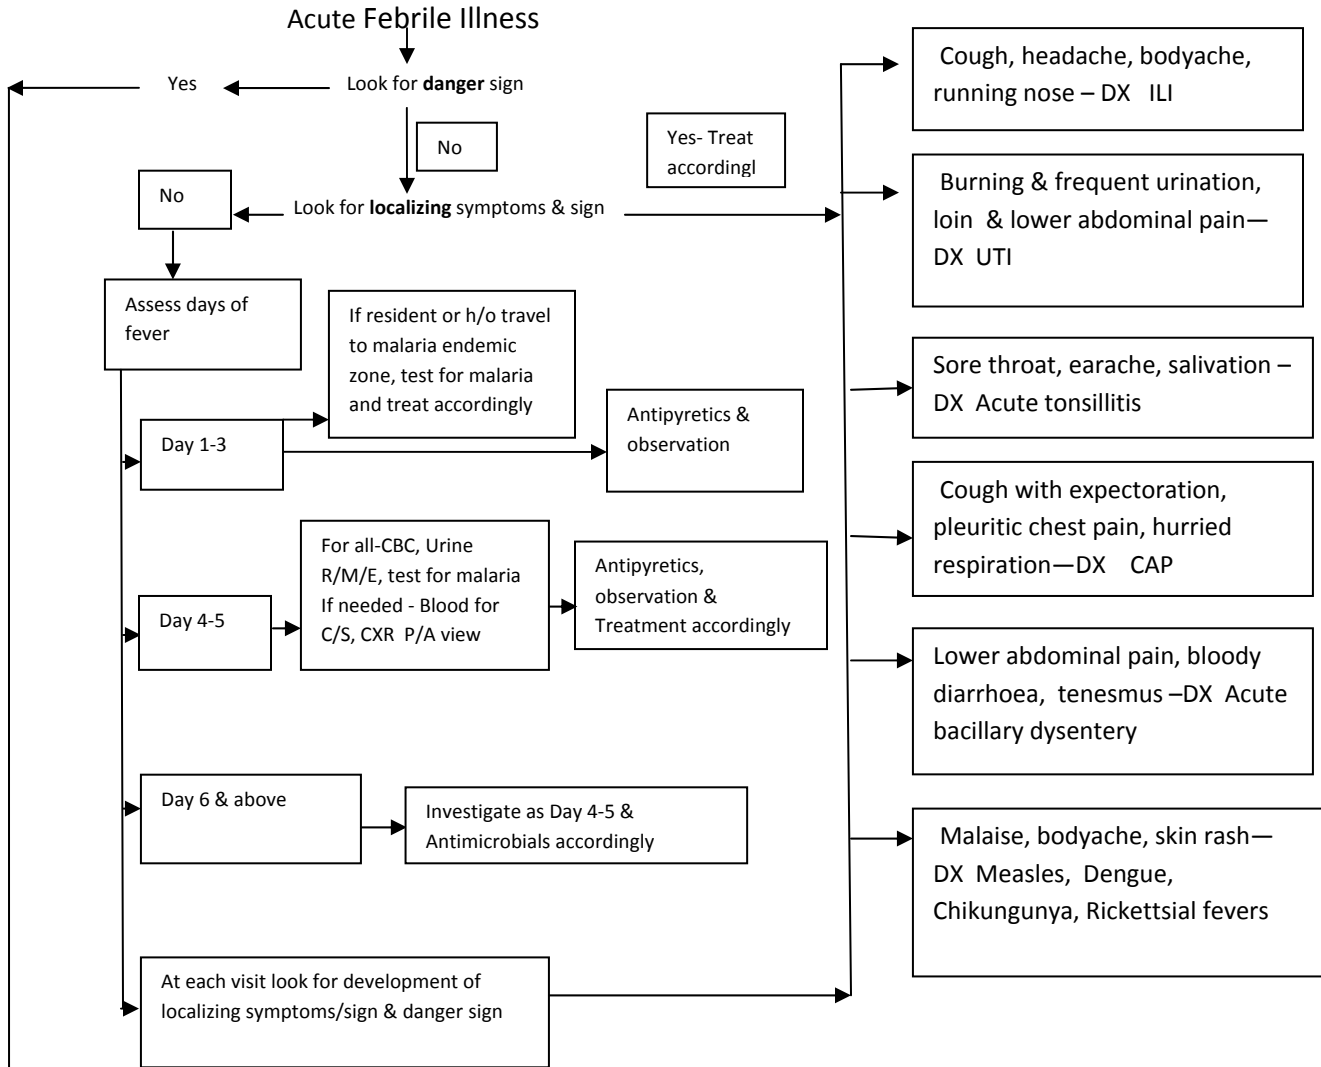 Acute Febrile Illness
Yes
Look for danger sign
No
Yes- Treat
accordingl
No
Look for localizing symptoms & sign
Assess days of
fever
If resident or h/o travel
to malaria endemic
zone, test for malaria
and treat accordingly
Day 1-3
Antipyretics &
observation
For all-CBC, Urine
R/M/E, test for malaria
If needed - Blood for
C/S, CXR P/A view
Day 4-5
Antipyretics,
observation &
Treatment accordingly
Day 6 & above
Investigate as Day 4-5 &
Antimicrobials accordingly
At each visit look for development of
localizing symptoms/sign & danger sign
Cough, headache, bodyache,
running nose – DX ILI
Burning & frequent urination,
loin & lower abdominal pain—
DX UTI
Sore throat, earache, salivation –
DX Acute tonsillitis
Cough with expectoration,
pleuritic chest pain, hurried
respiration—DX CAP
Lower abdominal pain, bloody
diarrhoea, tenesmus –DX Acute
bacillary dysentery
Malaise, bodyache, skin rash—
DX Measles, Dengue,
Chikungunya, Rickettsial fevers